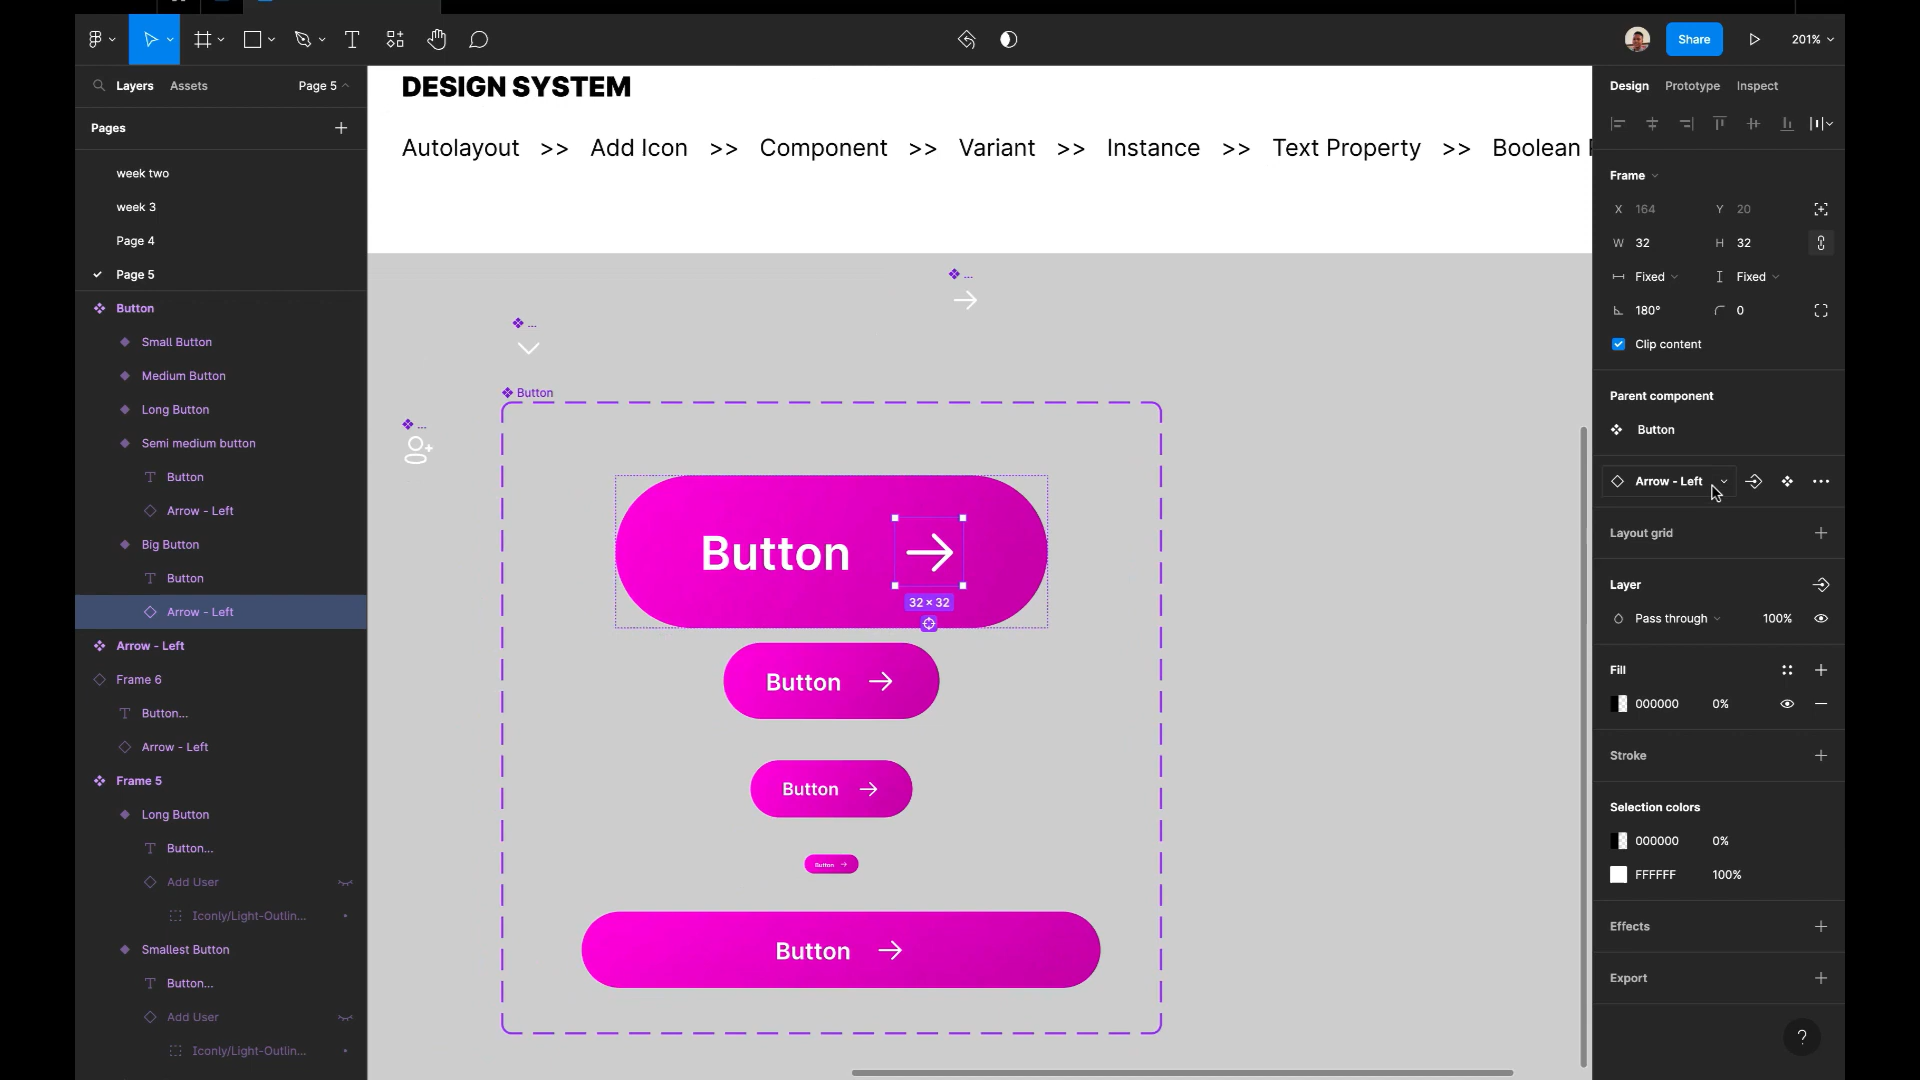 201%
Share
Layers
Assets
Page 5
Pages
week two
week 3
Page 4
Page 5
Button
Small Button
Medium Button
Long Button
Semi medium button
Button
Arrow - Left
Big Button
Button
Arrow - Left
Arrow - Left
Frame 6
Button...
Arrow - Left
Frame 5
Long Button
Button...
Add User
Iconly/Light-Outlin...
Smallest Button
Button...
Add User
Iconly/Light-Outlin...
DESIGN SYSTEM
Autolayout >> Add Icon >> Component >> Variant >> Instance >> Text Property >> Boolean
...
...
...
Button
Button
32 × 32
Button
Button
Button
Button
Design
Prototype
Inspect
Frame
X 164 Y 20
W 32 H 32
Fixed Fixed
180° 0
Clip content
Parent component
Button
Arrow - Left
Layout grid
Layer
Pass through 100%
Fill
000000 0%
Stroke
Selection colors
000000 0%
FFFFFF 100%
Effects
Export
?